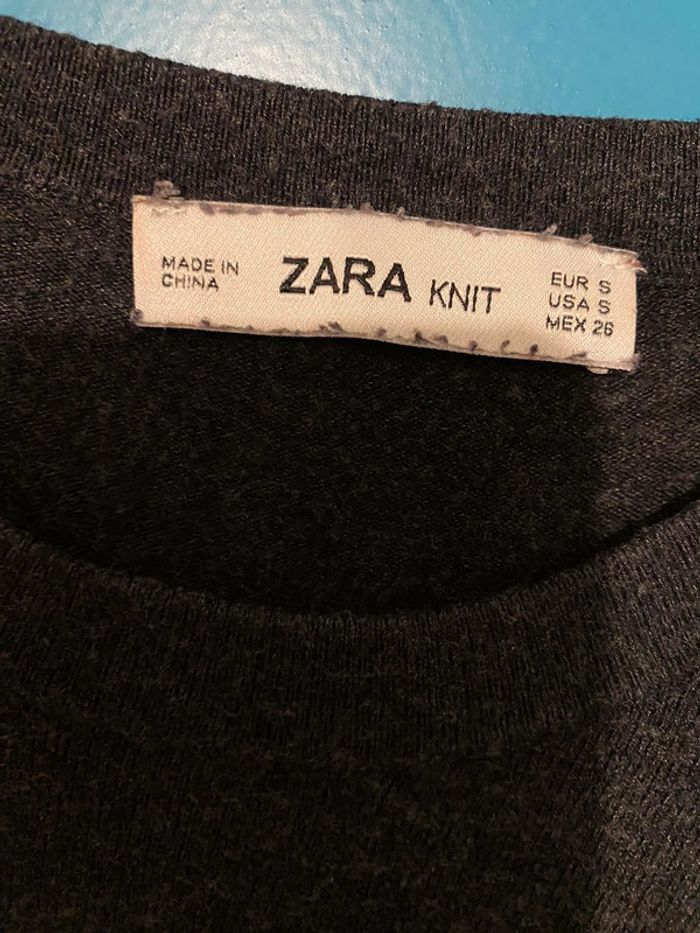 MADE IN
CHINA
ZARA KNIT
EUR S
USA S
MEX 26